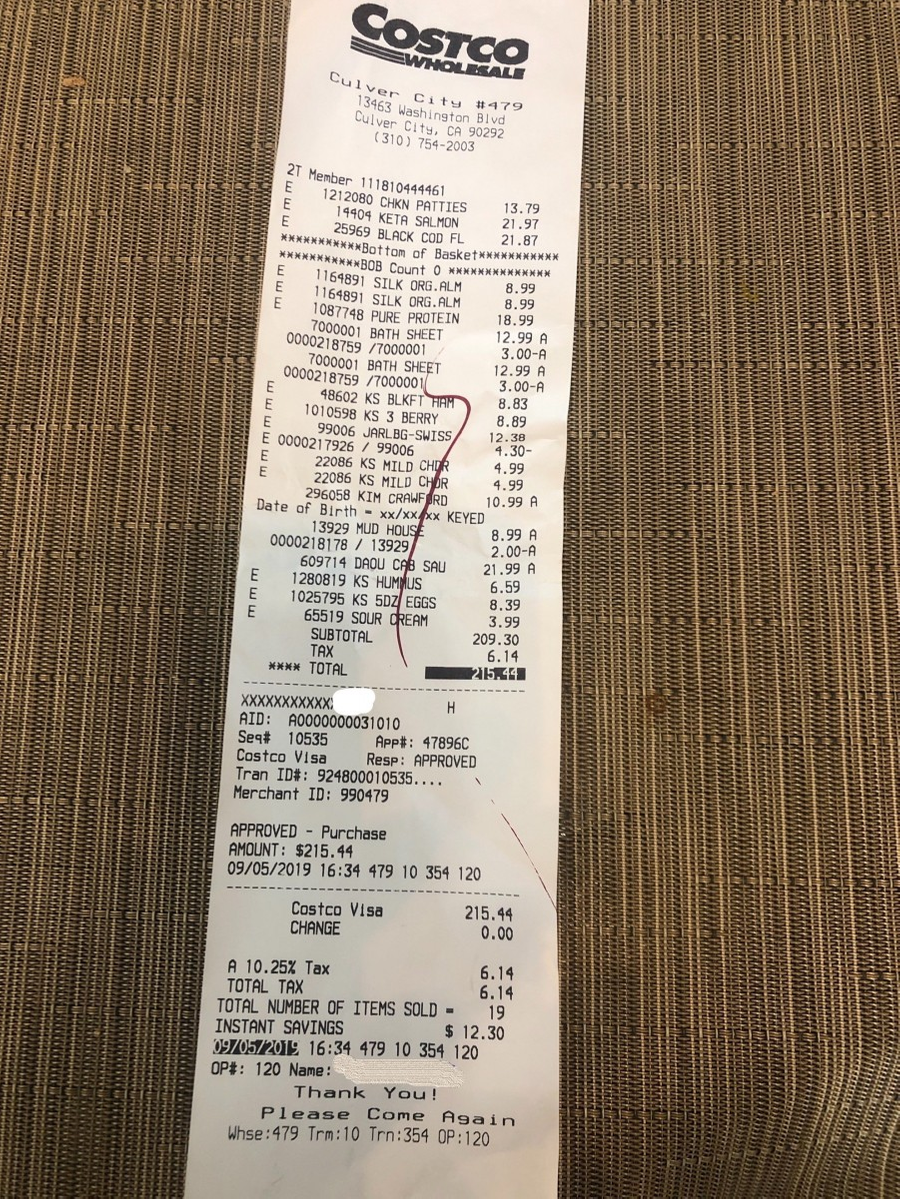 COSTCO
WHOLESALE
Culver City #479
13463 Washington Blvd
Culver City, CA 90292
(310) 754-2003
2T Member 111810444461
E 1212080 CHKN PATTIES 13.79
E 14404 KETA SALMON 21.97
E 25969 BLACK COD FL 21.87
***********Bottom of Basket***********
***********BOB Count 0 **************
E 1164891 SILK ORG.ALM 8.99
E 1164891 SILK ORG.ALM 8.99
E 1087748 PURE PROTEIN 18.99
7000001 BATH SHEET 12.99 A
0000218759 /7000001 3.00-A
7000001 BATH SHEET 12.99 A
0000218759 /7000001 3.00-A
E 48602 KS BLKFT HAM 8.83
E 1010598 KS 3 BERRY 8.89
E 99006 JARLBG-SWISS 12.38
E 0000217926 / 99006 4.30-
E 22086 KS MILD CHDR 4.99
E 22086 KS MILD CHDR 4.99
296058 KIM CRAWFORD 10.99 A
Date of Birth = xx/xx/xx KEYED
13929 MUD HOUSE 8.99 A
0000218178 / 13929 2.00-A
609714 DAOU CAB SAU 21.99 A
E 1280819 KS HUMMUS 6.59
E 1025795 KS 5DZ EGGS 8.39
E 65519 SOUR CREAM 3.99
SUBTOTAL 209.30
TAX 6.14
**** TOTAL 215.44
XXXXXXXXXXXX H
AID: A0000000031010
Seq# 10535 App#: 47896C
Costco Visa Resp: APPROVED
Tran ID#: 924800010535....
Merchant ID: 990479
APPROVED - Purchase
AMOUNT: $215.44
09/05/2019 16:34 479 10 354 120
Costco Visa 215.44
CHANGE 0.00
A 10.25% Tax 6.14
TOTAL TAX 6.14
TOTAL NUMBER OF ITEMS SOLD = 19
INSTANT SAVINGS $ 12.30
09/05/2019 16:34 479 10 354 120
OP#: 120 Name:
Thank You!
Please Come Again
Whse:479 Trm:10 Trn:354 OP:120